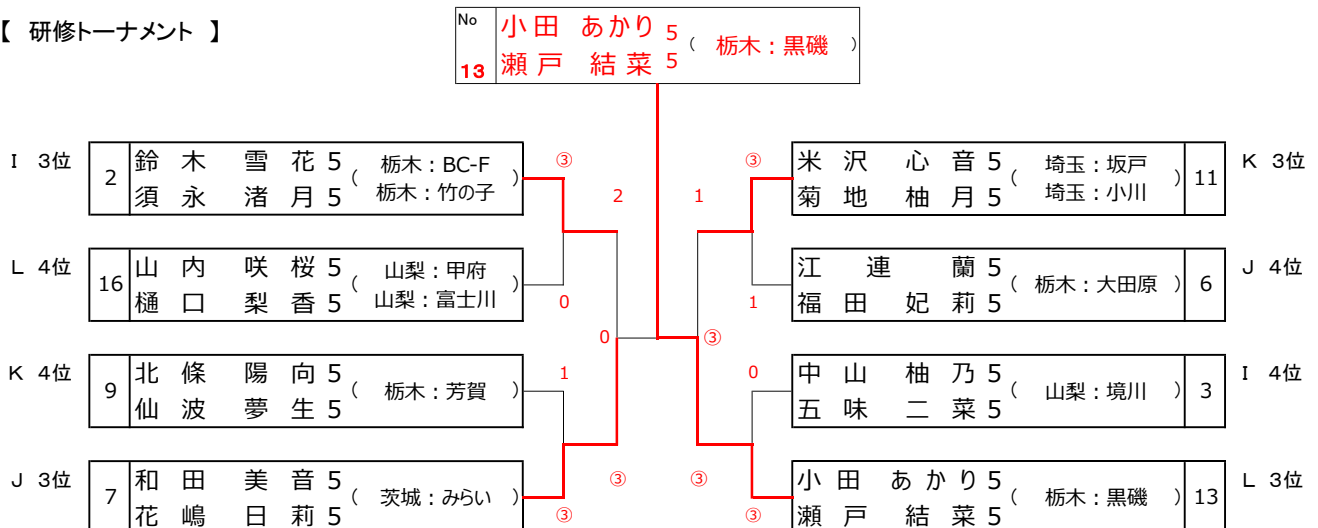 【 研修トーナメント 】
No 小田 あかり 5 ( 栃木：黒磯 )
13 瀬戸 結菜 5
I 3位 2 鈴木 雪花 5 ( 栃木：BC-F ) ③
須永 渚月 5 栃木：竹の子
2
L 4位 16 山内 咲桜 5 ( 山梨：甲府 )
樋口 梨香 5 山梨：富士川 0
0
K 4位 9 北條 陽向 5 ( 栃木：芳賀 ) 1
仙波 夢生 5
J 3位 7 和田 美音 5 ( 茨城：みらい ) ③
花嶋 日莉 5 ③
③ 米沢 心音 5 ( 埼玉：坂戸 ) 11 K 3位
菊地 柚月 5 埼玉：小川
1
江連 蘭 5 ( 栃木：大田原 ) 6 J 4位
1 福田 妃莉 5
③
0 中山 柚乃 5 ( 山梨：境川 ) 3 I 4位
五味 二菜 5
③ 小田 あかり 5 ( 栃木：黒磯 ) 13 L 3位
③ 瀬戸 結菜 5